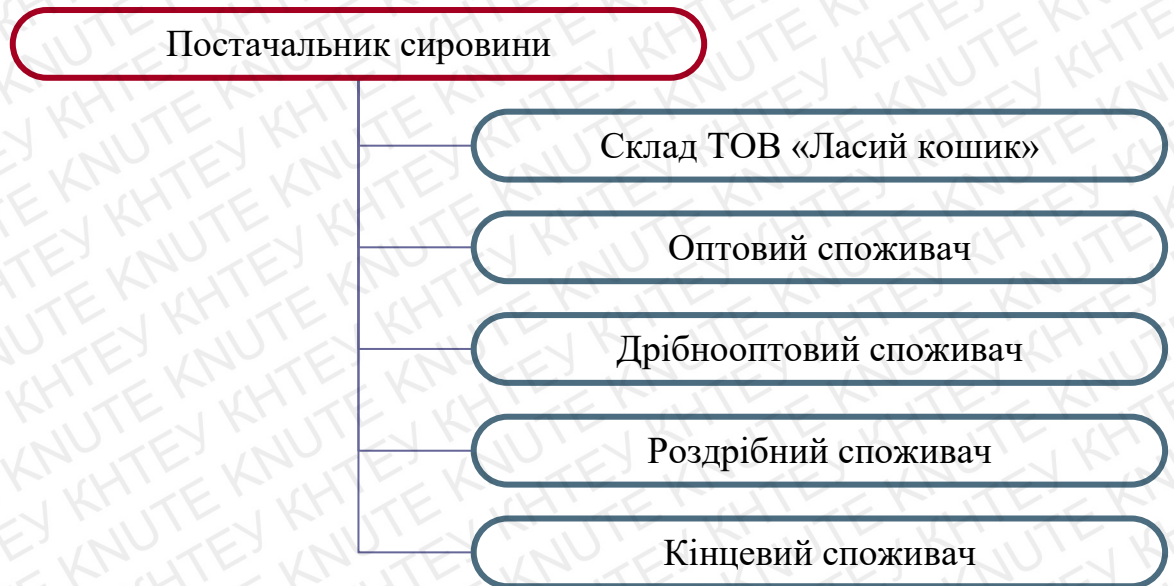 Постачальник сировини
Склад ТОВ «Ласий кошик»
Оптовий споживач
Дрібнооптовий споживач
Роздрібний споживач
Кінцевий споживач